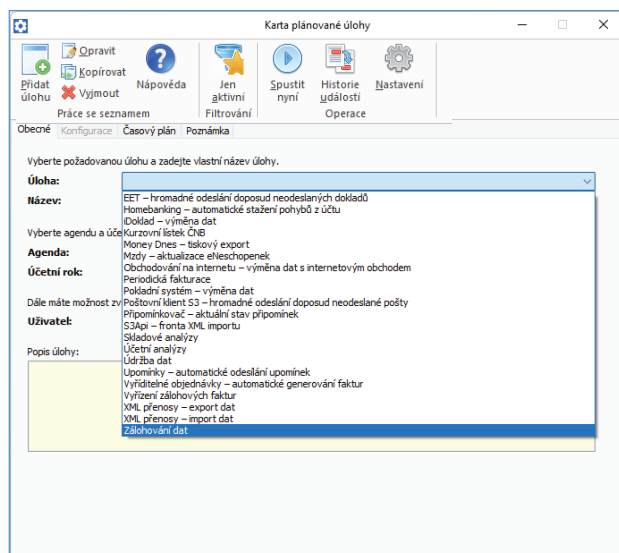 Karta plánované úlohy
Přidat úlohu
Opravit
Kopírovat
Vyjmout
Nápověda
Jen aktivní
Spustit nyní
Historie událostí
Nastavení
Práce se seznamem
Filtrování
Operace
Obecné Konfigurace Časový plán Poznámka
Vyberte požadovanou úlohu a zadejte vlastní název úlohy.
Úloha:
Název:
EET – hromadné odeslání doposud neodeslaných dokladů
Homebanking – automatické stažení pohybů z účtu
iDoklad – výměna dat
Vyberte agendu a úče
Kurzovní lístek ČNB
Money Dnes – tiskový export
Agenda:
Mzdy – aktualizace eNeschopenek
Obchodování na internetu – výměna dat s internetovým obchodem
Účetní rok:
Periodická fakturace
Pokladní systém – výměna dat
Dále máte možnost zv
Poštovní klient S3 – hromadné odeslání doposud neodeslané pošty
Připomínkovač – aktuální stav připomínek
Uživatel:
S3Api – fronta XML importu
Skladové analýzy
Popis úlohy:
Účetní analýzy
Údržba dat
Upomínky – automatické odesílání upomínek
Vyřiditelné objednávky – automatické generování faktur
Vyřízení zálohových faktur
XML přenosy – export dat
XML přenosy – import dat
Zálohování dat